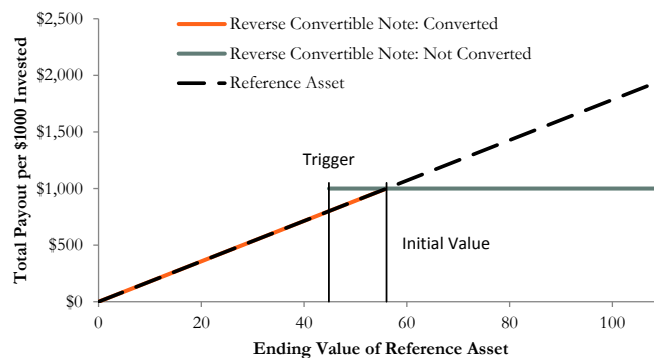 $2,500
Reverse Convertible Note: Converted
Reverse Convertible Note: Not Converted
$2,000
Reference Asset
$1,500
Trigger
$1,000
Initial Value
$500
$0
0 20 40 60 80 100
Total Payout per $1000 Invested
Ending Value of Reference Asset